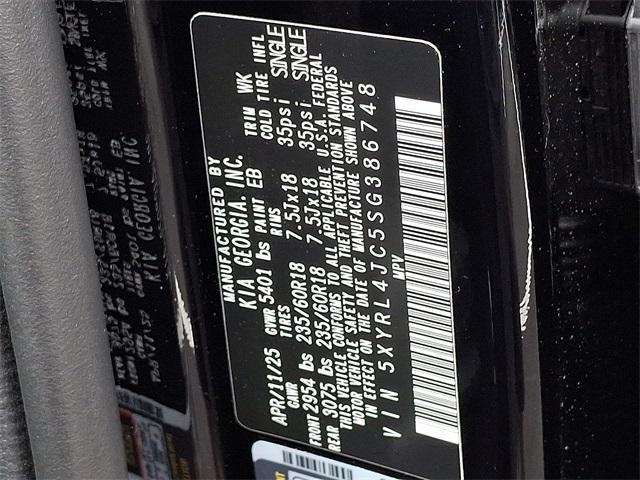 MANUFACTURED BY
KIA GEORGIA, INC.
APR/11/25 GVWR 5401 lbs PAINT EB TRIM WK
GAWR TIRES RIMS COLD TIRE INFL
FRONT 2954 lbs 235/60R18 7.5Jx18 35psi SINGLE
REAR 3075 lbs 235/60R18 7.5Jx18 35psi SINGLE
THIS VEHICLE CONFORMS TO ALL APPLICABLE U.S.A. FEDERAL
MOTOR VEHICLE SAFETY AND THEFT PREVENTION STANDARDS
IN EFFECT ON THE DATE OF MANUFACTURE SHOWN ABOVE
VIN 5XYRL4JC5SG386748
MPV